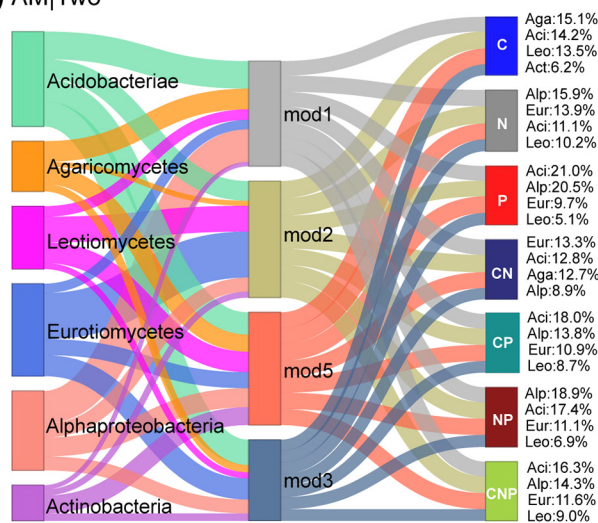 AM|Two
Acidobacteriae
Agaricomycetes
Leotiomycetes
Eurotiomycetes
Alphaproteobacteria
Actinobacteria
mod1
mod2
mod5
mod3
C
N
P
CN
CP
NP
CNP
Aga:15.1%
Aci:14.2%
Leo:13.5%
Act:6.2%
Alp:15.9%
Eur:13.9%
Aci:11.1%
Leo:10.2%
Aci:21.0%
Alp:20.5%
Eur:9.7%
Leo:5.1%
Eur:13.3%
Aci:12.8%
Aga:12.7%
Alp:8.9%
Aci:18.0%
Alp:13.8%
Eur:10.9%
Leo:8.7%
Alp:18.9%
Aci:17.4%
Eur:11.1%
Leo:6.9%
Aci:16.3%
Alp:14.3%
Eur:11.6%
Leo:9.0%